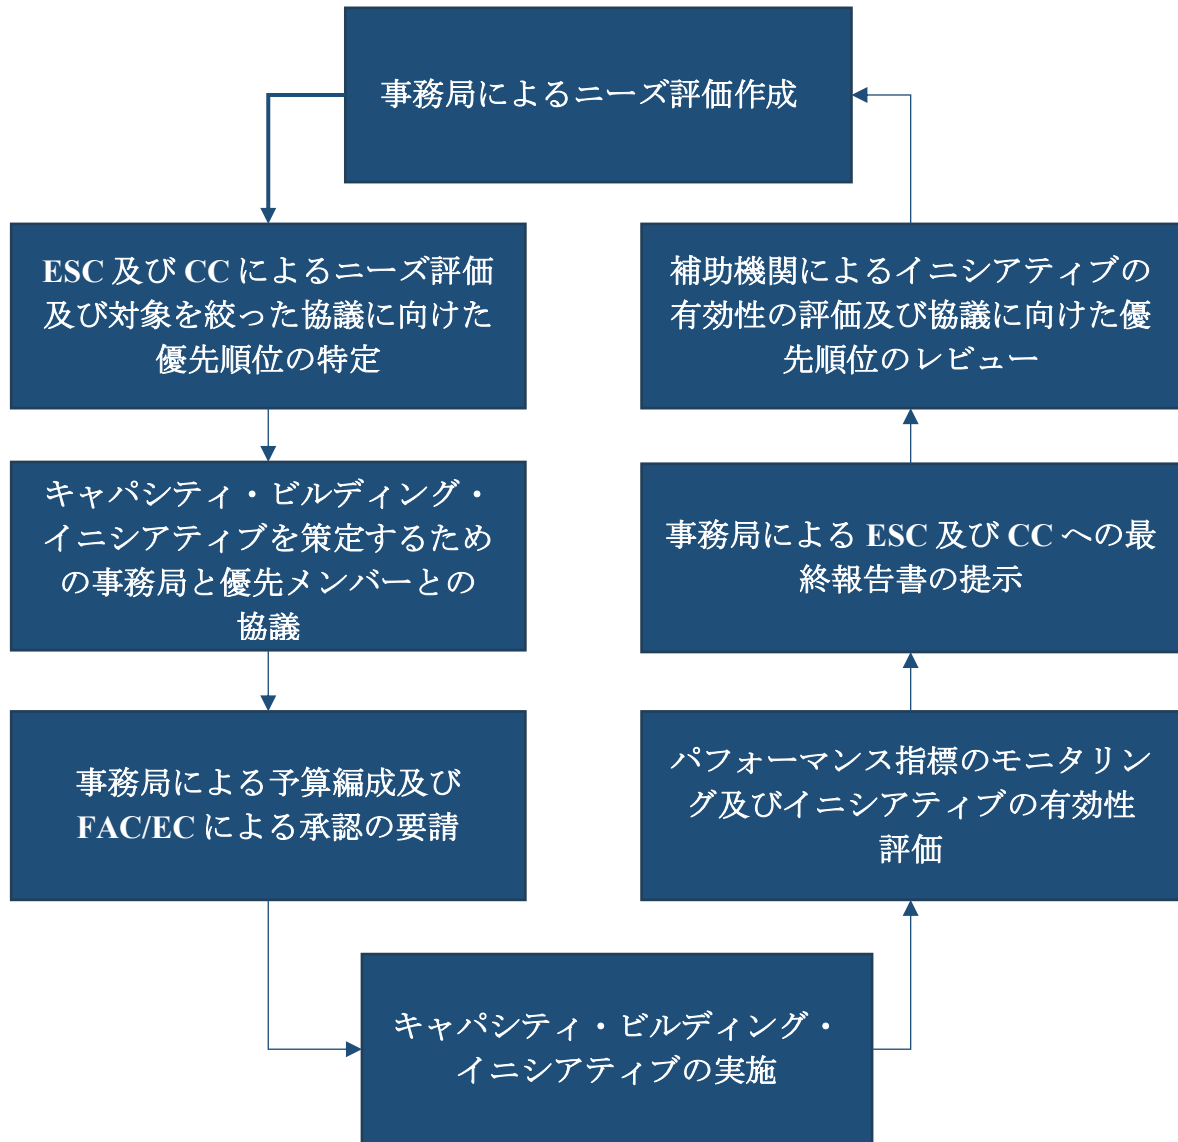 事務局によるニーズ評価作成
ESC 及び CC によるニーズ評価
及び対象を絞った協議に向けた
優先順位の特定
キャパシティ・ビルディング・
イニシアティブを策定するため
の事務局と優先メンバーとの
協議
事務局による予算編成及び
FAC/EC による承認の要請
キャパシティ・ビルディング・
イニシアティブの実施
パフォーマンス指標のモニタリン
グ及びイニシアティブの有効性
評価
事務局による ESC 及び CC への最
終報告書の提示
補助機関によるイニシアティブの
有効性の評価及び協議に向けた優
先順位のレビュー